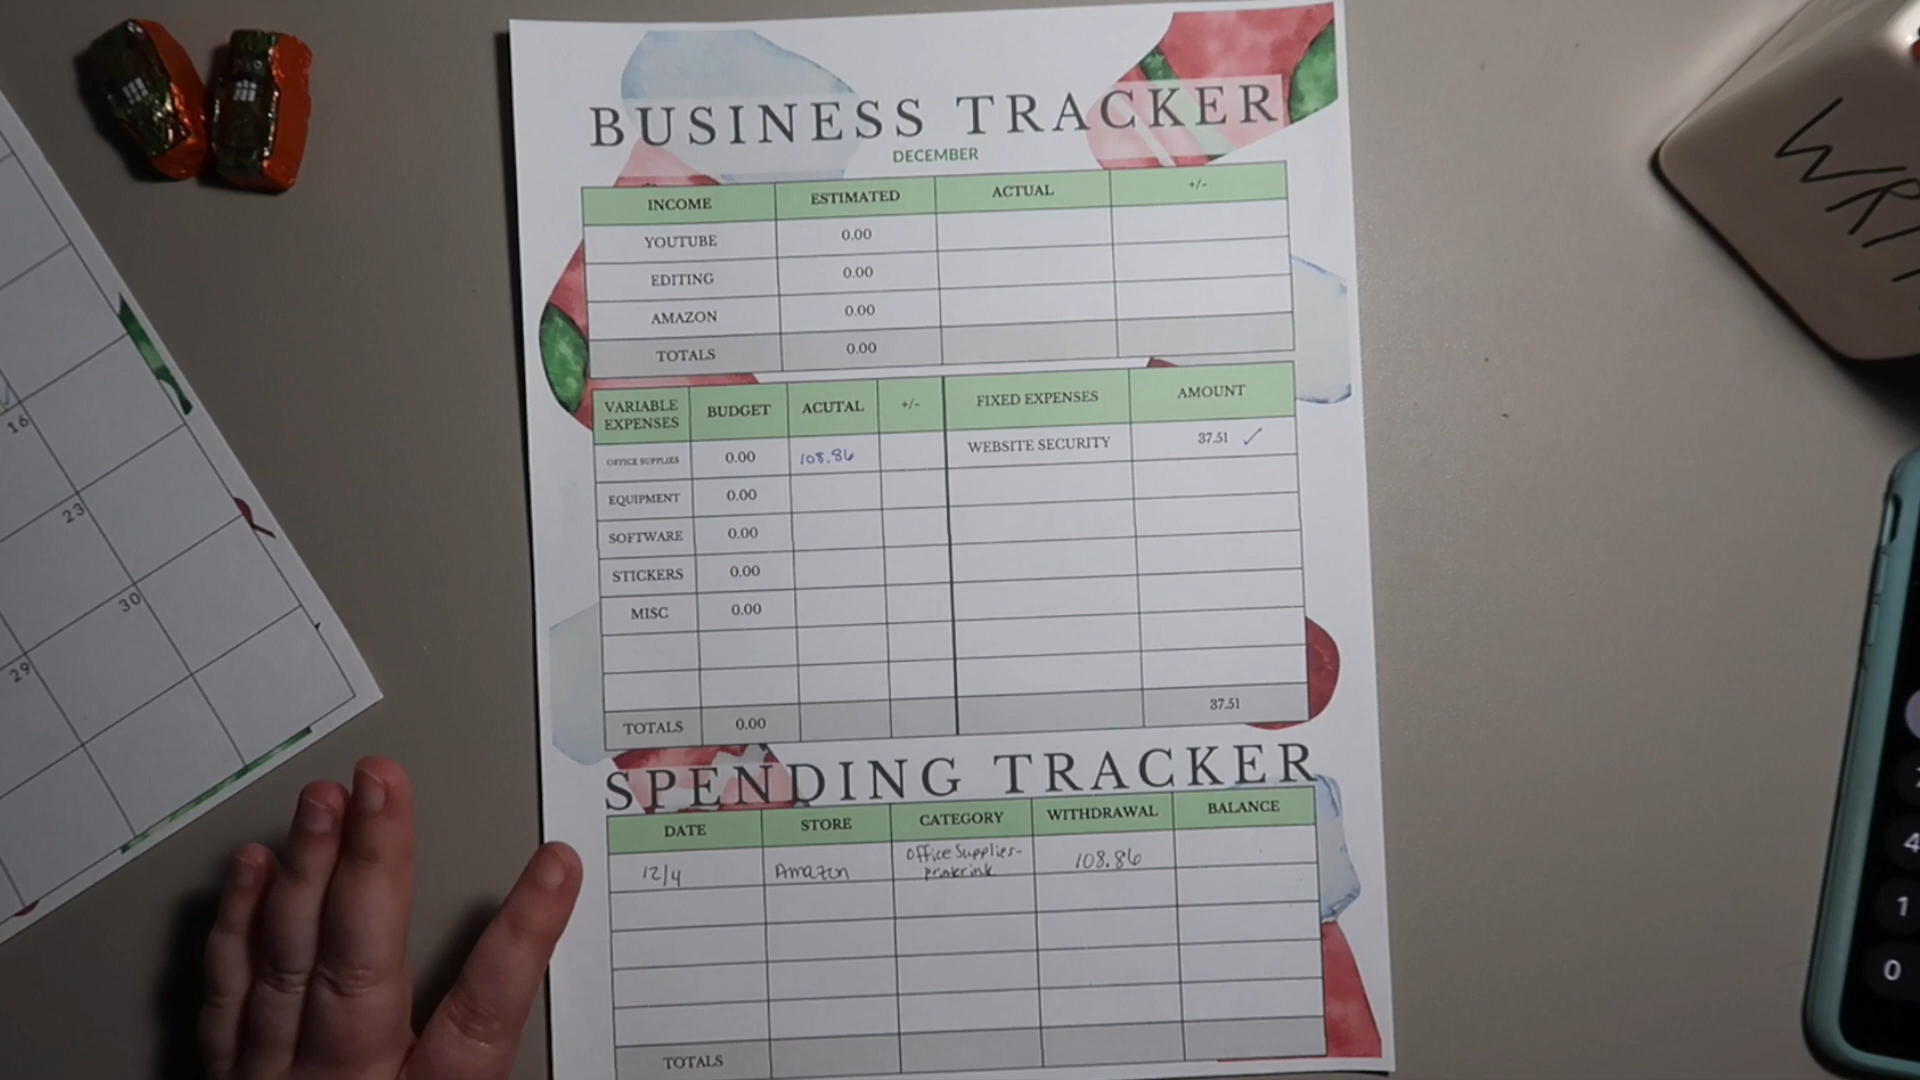 BUSINESS TRACKER
DECEMBER
INCOME ESTIMATED ACTUAL +/-
YOUTUBE 0.00
EDITING 0.00
AMAZON 0.00
TOTALS 0.00
VARIABLE EXPENSES BUDGET ACUTAL +/- FIXED EXPENSES AMOUNT
OFFICE SUPPLIES 0.00 108.86 WEBSITE SECURITY 37.51 ✓
EQUIPMENT 0.00
SOFTWARE 0.00
STICKERS 0.00
MISC 0.00
TOTALS 0.00 37.51
SPENDING TRACKER
DATE STORE CATEGORY WITHDRAWAL BALANCE
12/4 Amazon Office Supplies- 108.86
TOTALS
16
23
30
29
4
1
0